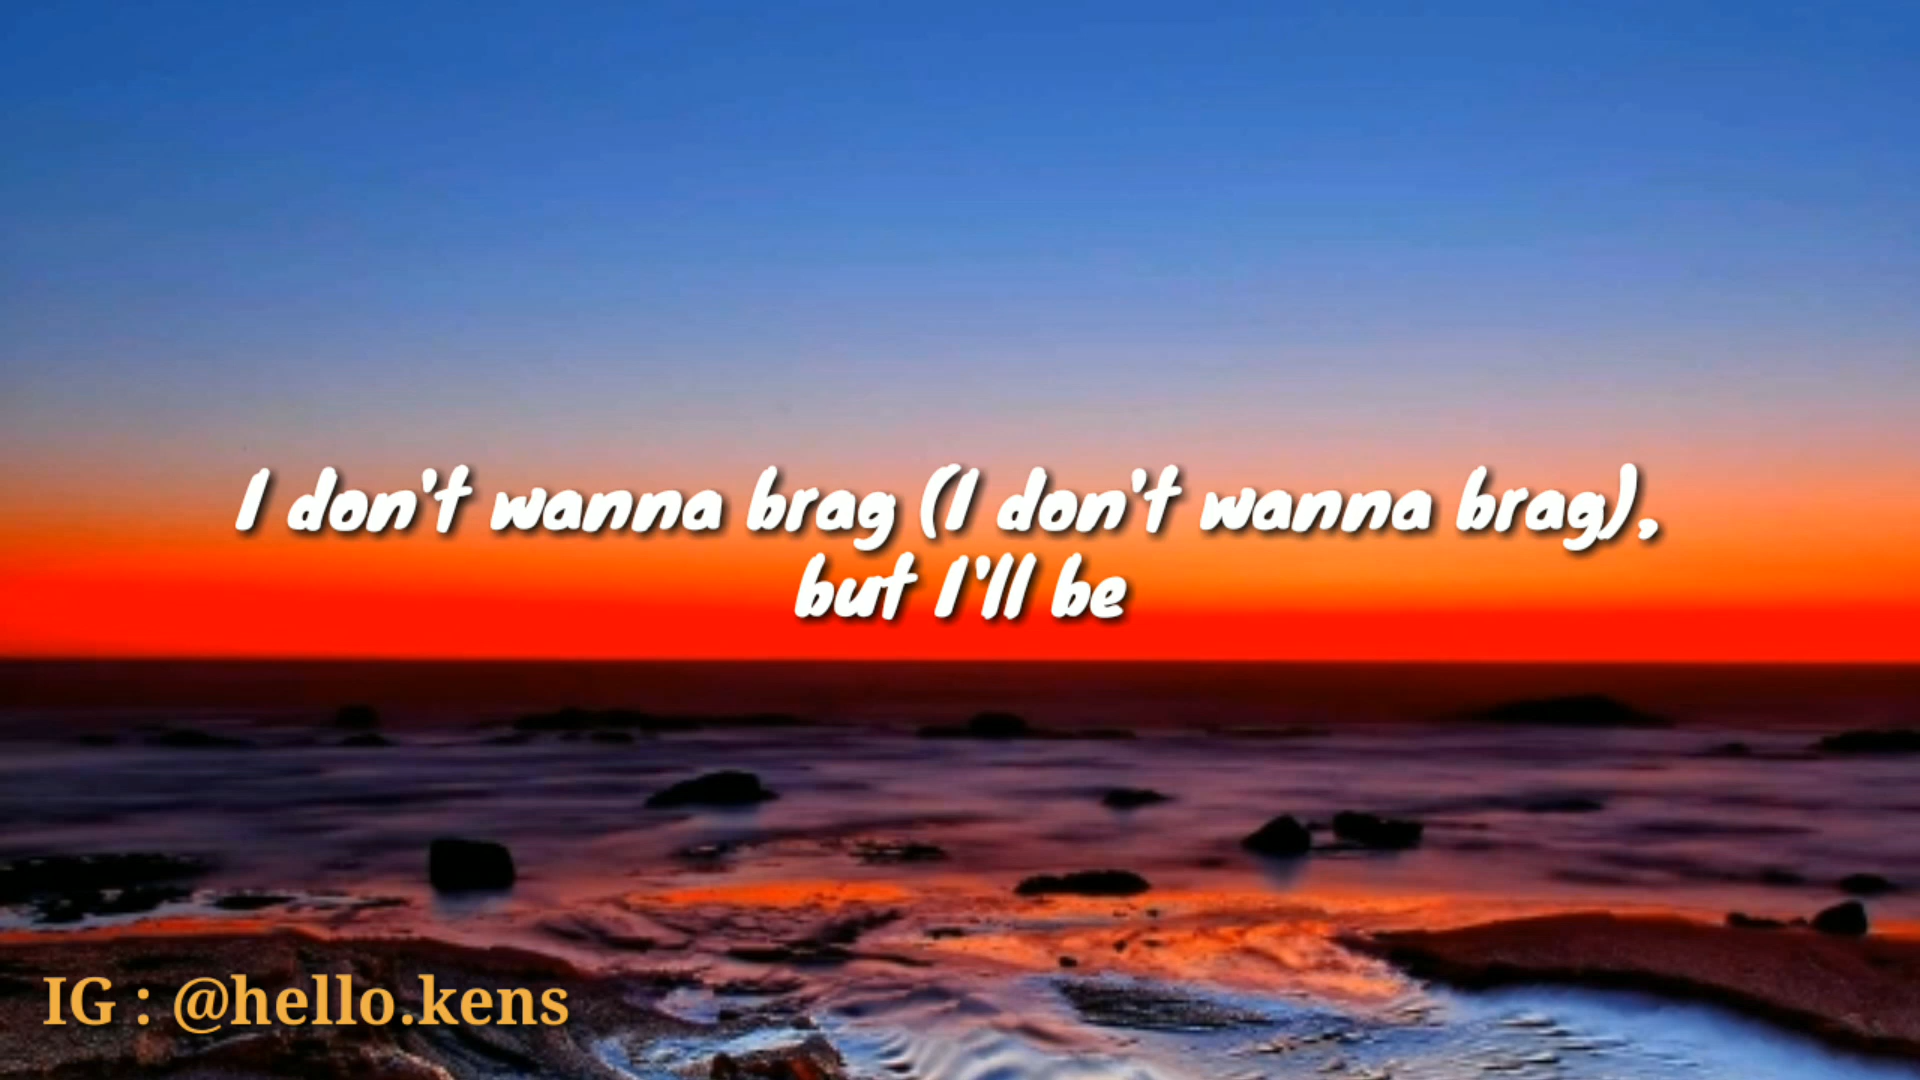 I don't wanna brag (I don't wanna brag),
but I'll be
IG : @hello.kens